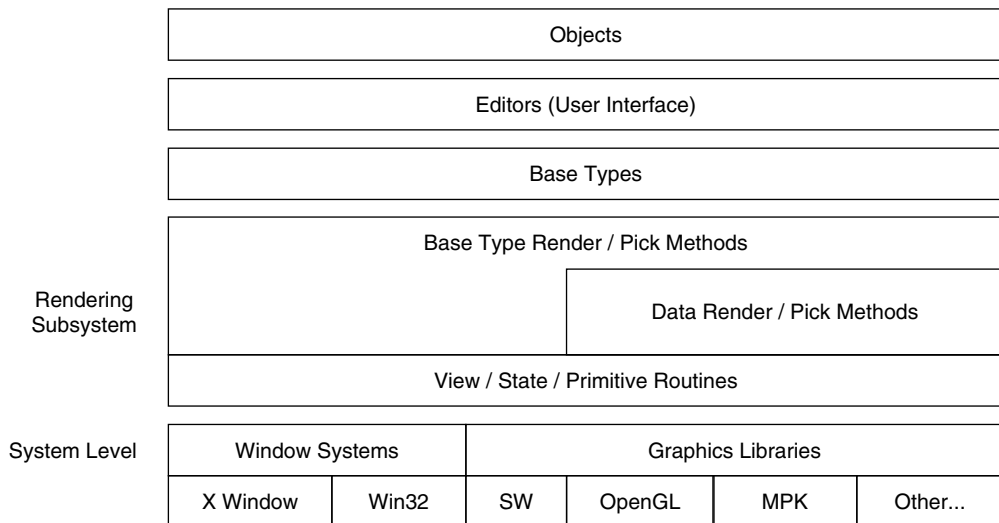 Objects
Editors (User Interface)
Base Types
Base Type Render / Pick Methods
Rendering
Subsystem
Data Render / Pick Methods
View / State / Primitive Routines
System Level
Window Systems
Graphics Libraries
X Window
Win32
SW
OpenGL
MPK
Other...